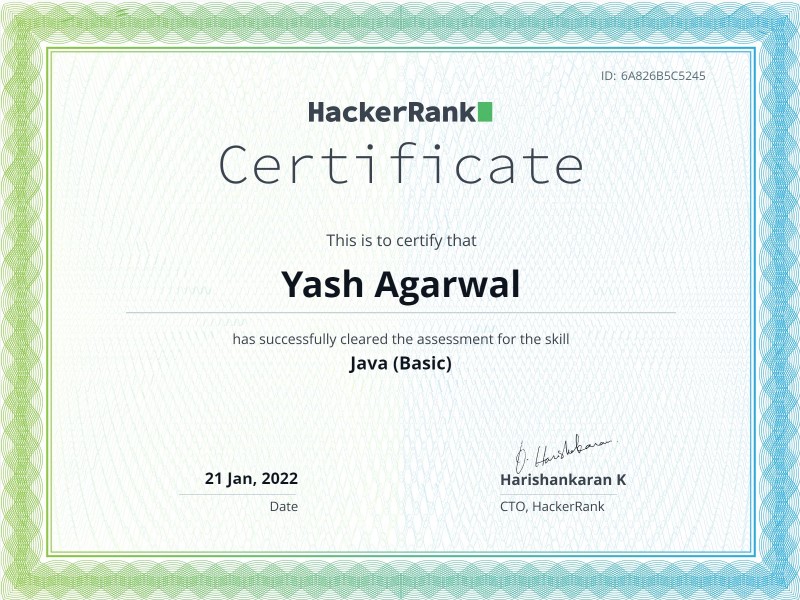 ID: 6A826B5C5245
HackerRank
Certificate
This is to certify that
Yash Agarwal
has successfully cleared the assessment for the skill
Java (Basic)
21 Jan, 2022
Date
Harishankaran K
CTO, HackerRank